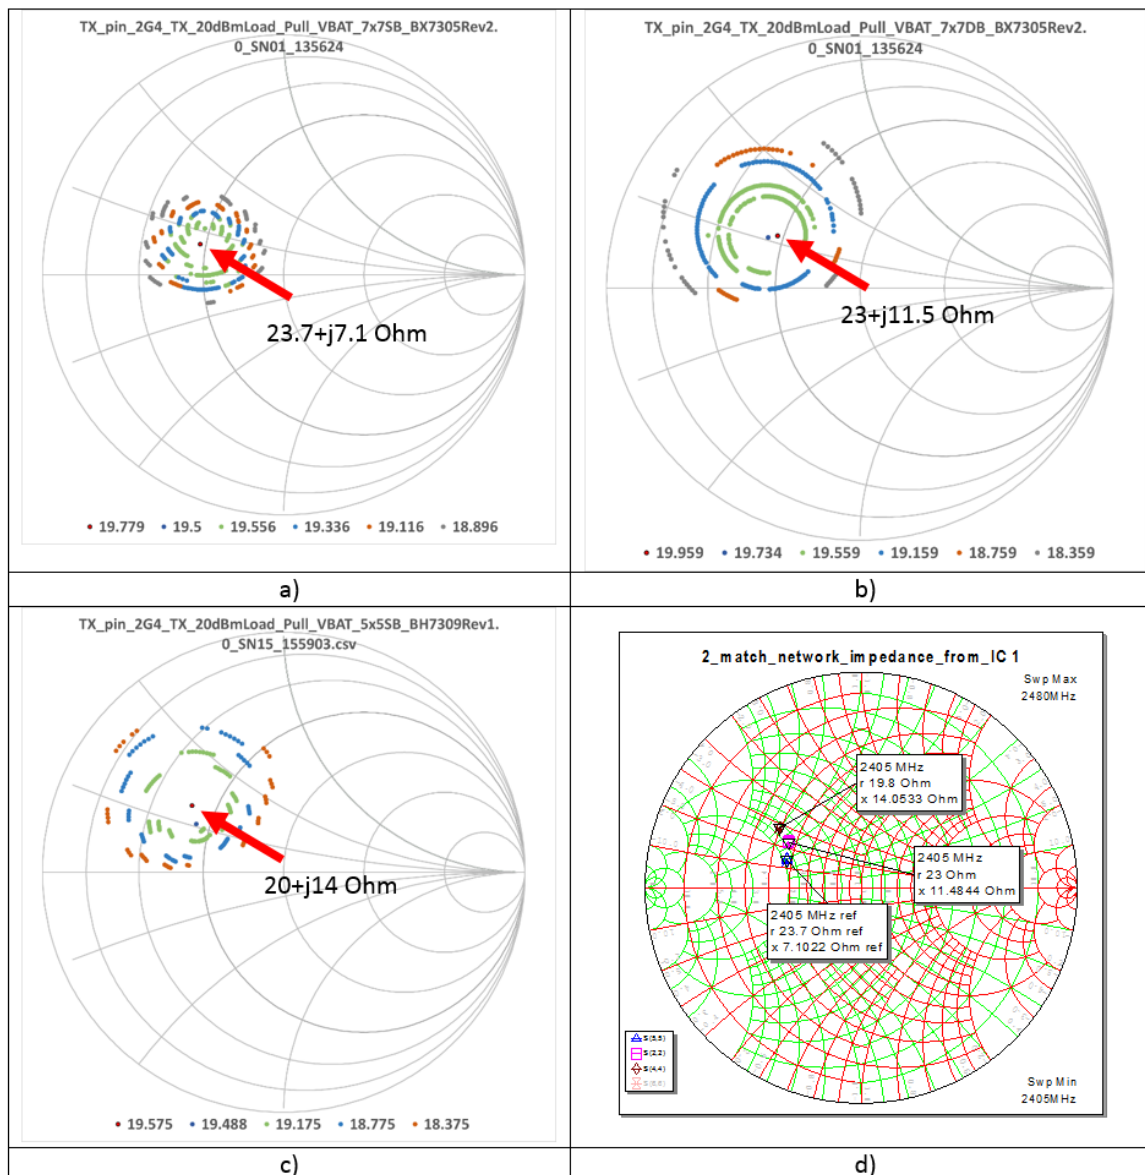 TX_pin_2G4_TX_20dBmLoad_Pull_VBAT_7x7SB_BX7305Rev2.
0_SN01_135624
23.7+j7.1 Ohm
19.779 19.5 19.556 19.336 19.116 18.896
a)
TX_pin_2G4_TX_20dBmLoad_Pull_VBAT_7x7DB_BX7305Rev2.
0_SN01_135624
23+j11.5 Ohm
19.959 19.734 19.559 19.159 18.759 18.359
b)
TX_pin_2G4_TX_20dBmLoad_Pull_VBAT_5x5SB_BH7309Rev1.
0_SN15_155903.csv
20+j14 Ohm
19.575 19.488 19.175 18.775 18.375
c)
2_match_network_impedance_from_IC 1
Swp Max
2480MHz
2405 MHz
r 19.8 Ohm
x 14.0533 Ohm
2405 MHz
r 23 Ohm
x 11.4844 Ohm
2405 MHz ref
r 23.7 Ohm ref
x 7.1022 Ohm ref
S(2,2)
S(4,4)
Swp Min
2405MHz
d)